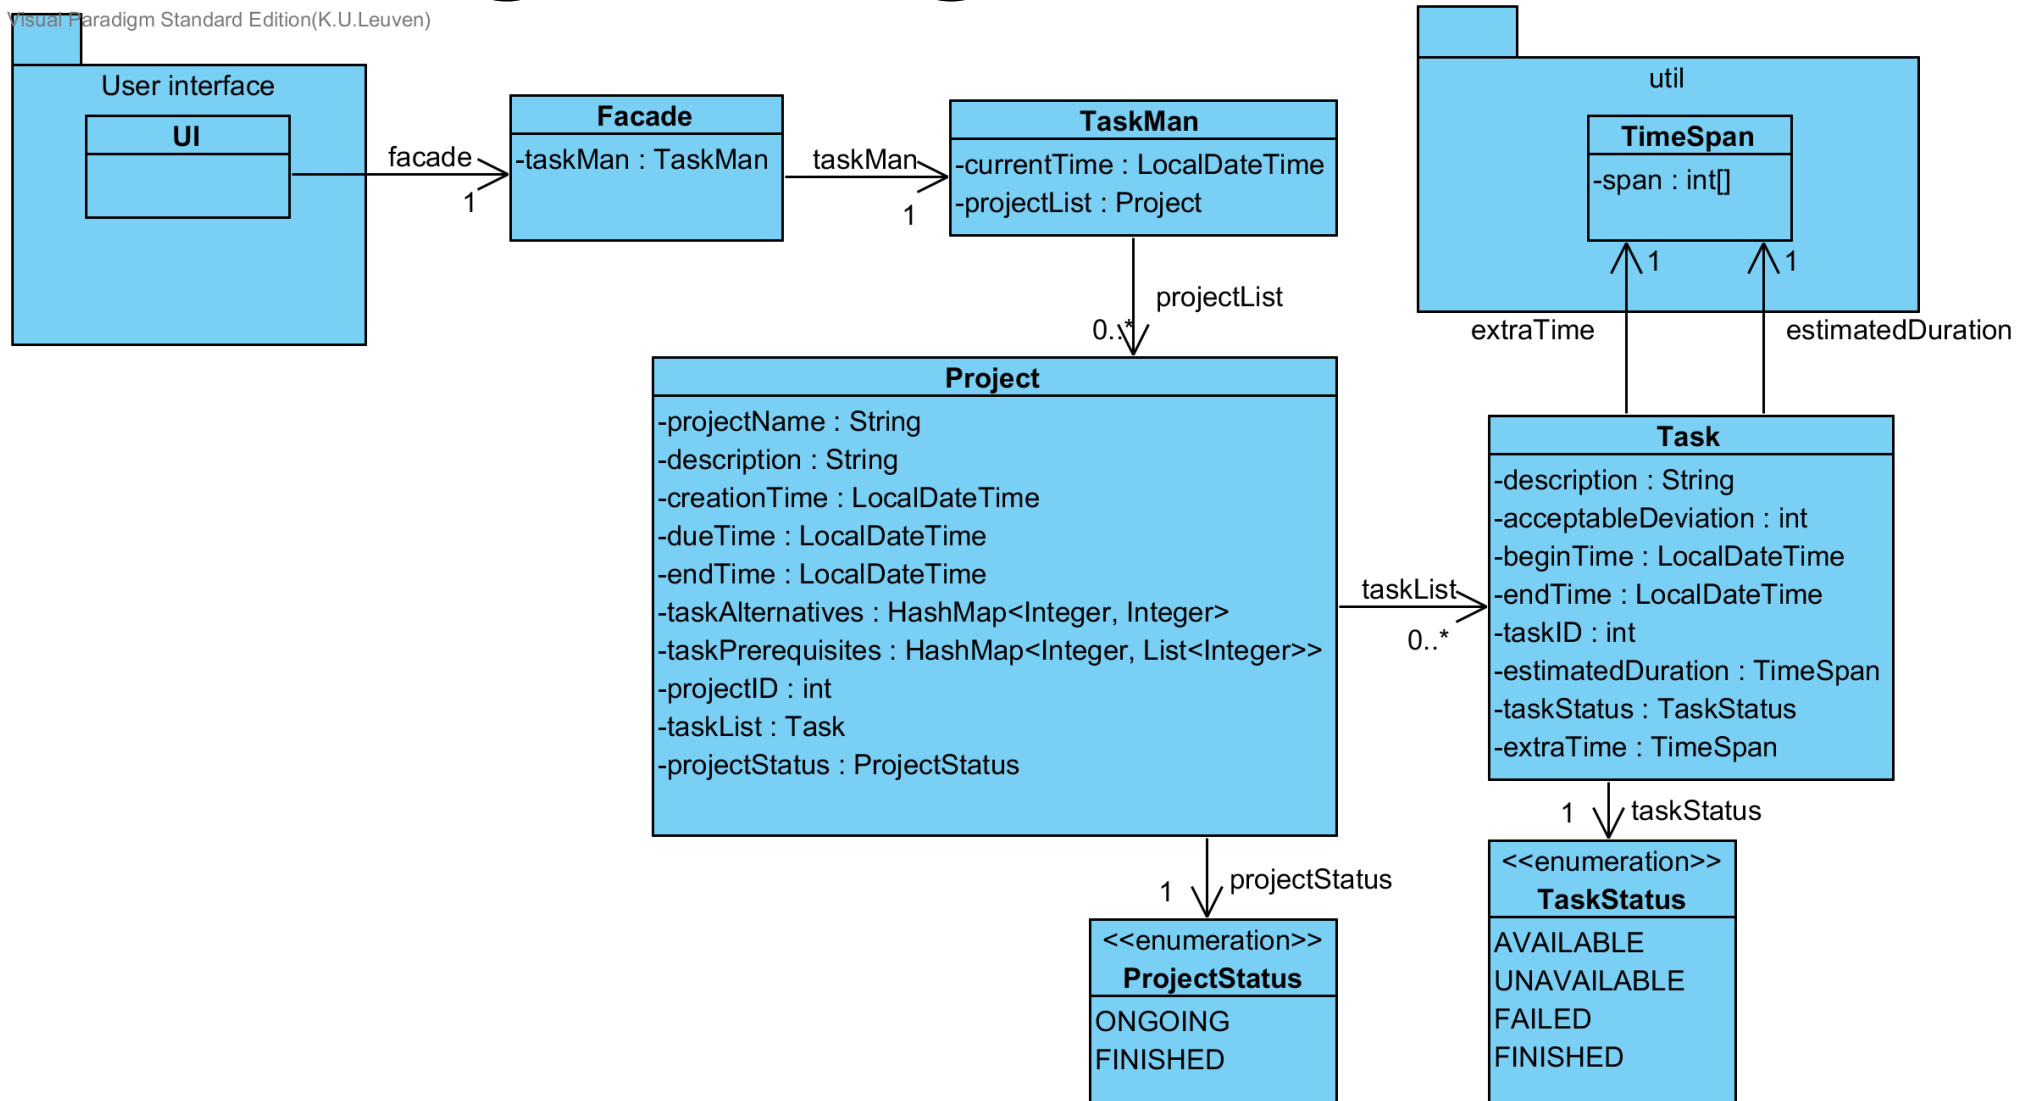 Visual Paradigm Standard Edition(K.U.Leuven)
User interface
UI
facade
1
Facade
-taskMan : TaskMan
taskMan
1
TaskMan
-currentTime : LocalDateTime
-projectList : Project
util
TimeSpan
-span : int[]
1
1
extraTime
estimatedDuration
projectList
0..*
Project
-projectName : String
-description : String
-creationTime : LocalDateTime
-dueTime : LocalDateTime
-endTime : LocalDateTime
-taskAlternatives : HashMap<Integer, Integer>
-taskPrerequisites : HashMap<Integer, List<Integer>>
-projectID : int
-taskList : Task
-projectStatus : ProjectStatus
taskList
0..*
Task
-description : String
-acceptableDeviation : int
-beginTime : LocalDateTime
-endTime : LocalDateTime
-taskID : int
-estimatedDuration : TimeSpan
-taskStatus : TaskStatus
-extraTime : TimeSpan
1
projectStatus
<<enumeration>>
ProjectStatus
ONGOING
FINISHED
1
taskStatus
<<enumeration>>
TaskStatus
AVAILABLE
UNAVAILABLE
FAILED
FINISHED